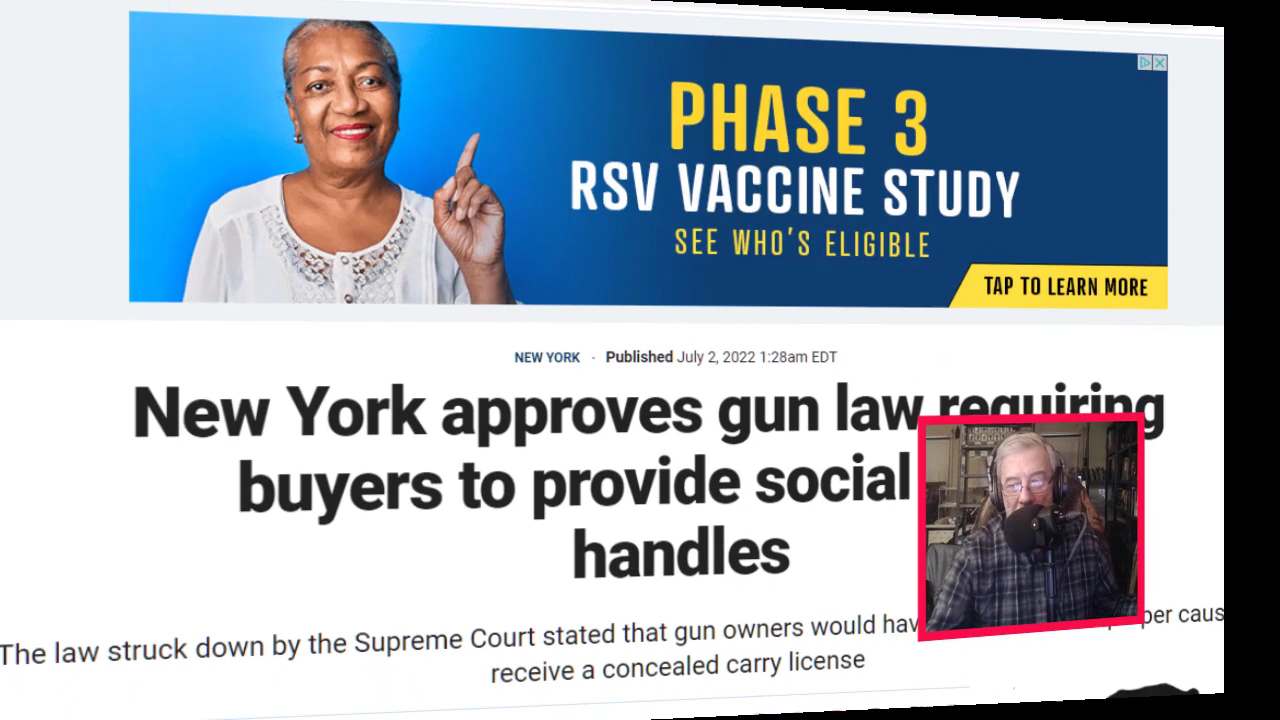 PHASE 3
RSV VACCINE STUDY
SEE WHO'S ELIGIBLE
TAP TO LEARN MORE
NEW YORK · Published July 2, 2022 1:28am EDT
New York approves gun law requiring
buyers to provide social
handles
The law struck down by the Supreme Court stated that gun owners would
receive a concealed carry license